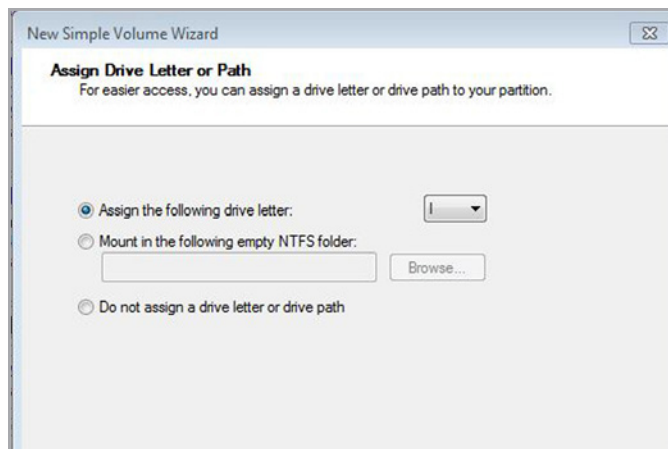 New Simple Volume Wizard
Assign Drive Letter or Path
For easier access, you can assign a drive letter or drive path to your partition.
Assign the following drive letter: I
Mount in the following empty NTFS folder:
Browse...
Do not assign a drive letter or drive path